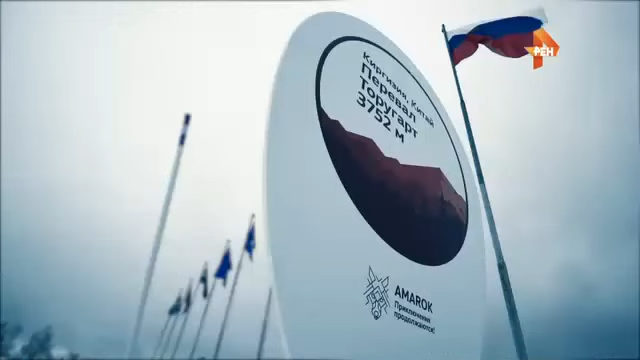 РЕН
Киргизия, Китай
Перевал
Торугарт
3752 м
AMAROK
Приключения
продолжаются!